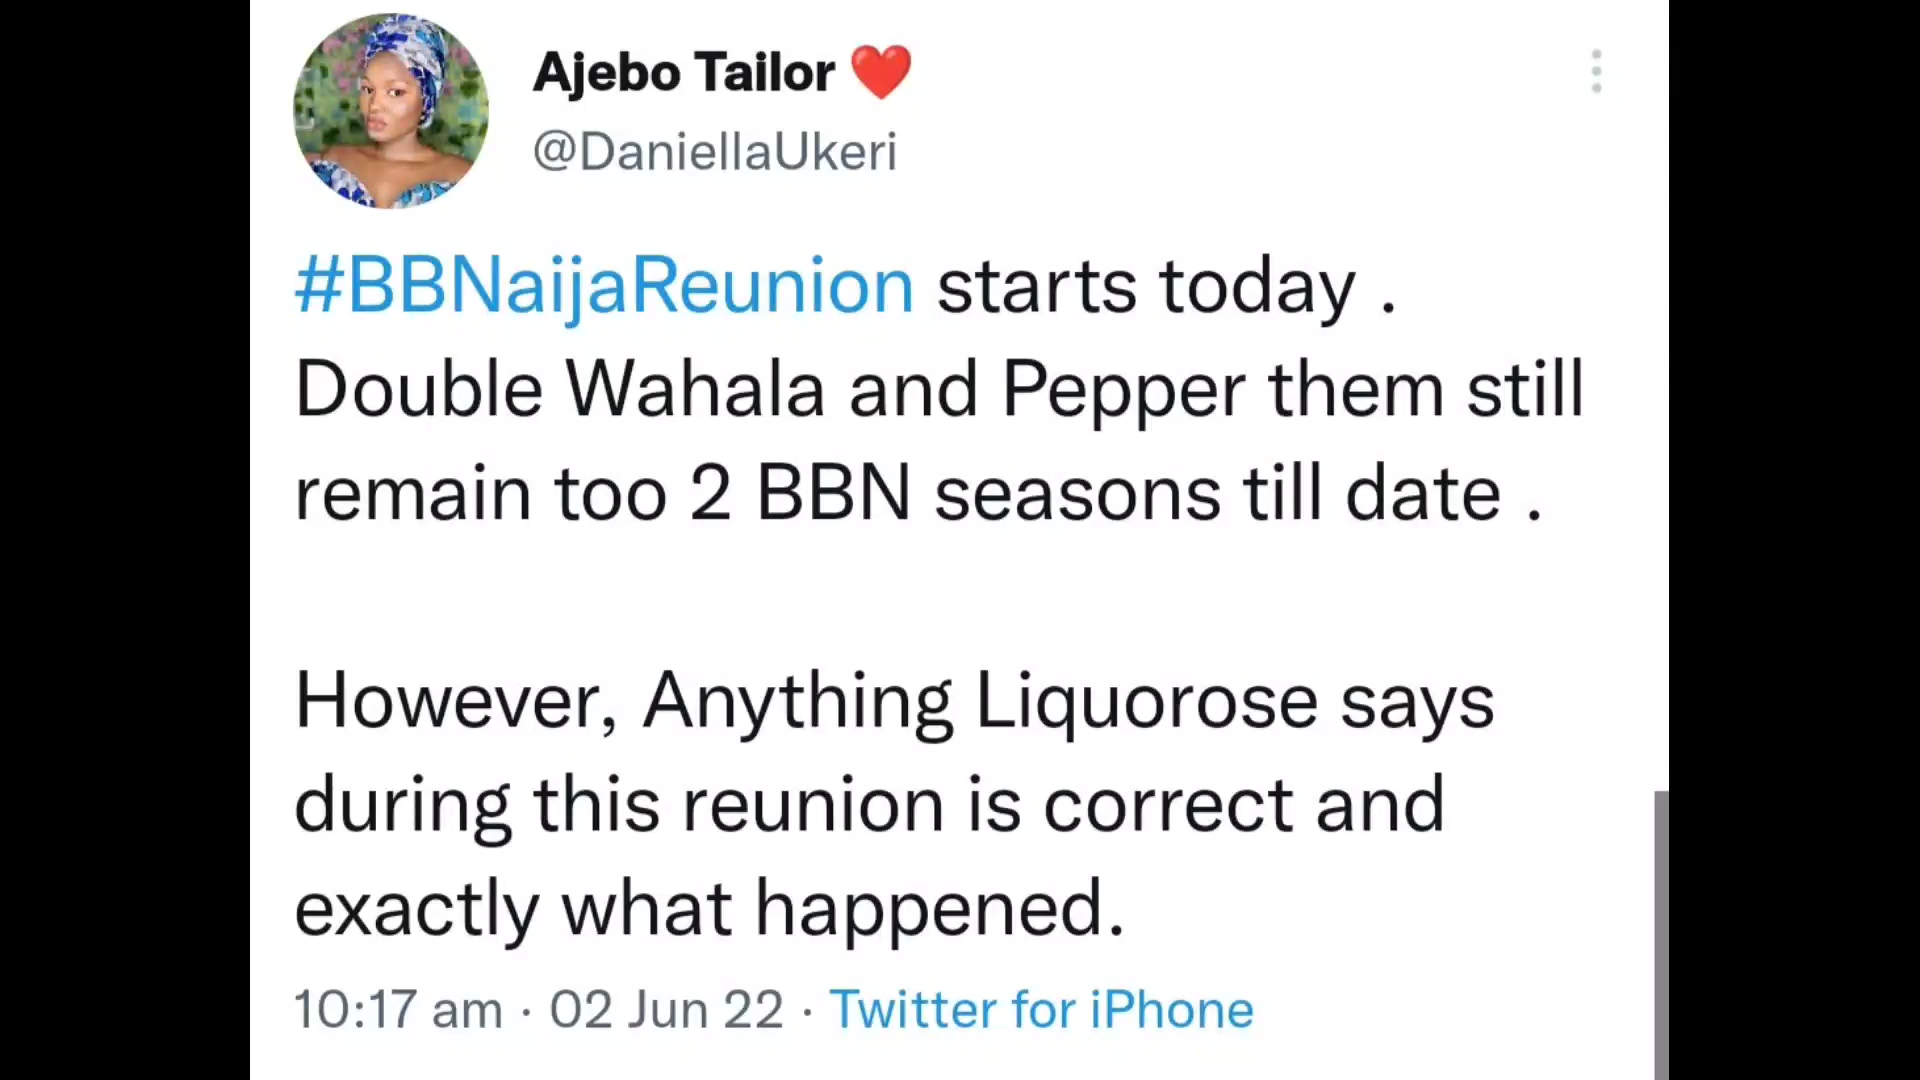 Ajebo Tailor ❤️
@DaniellaUkeri
#BBNaijaReunion starts today .
Double Wahala and Pepper them still
remain too 2 BBN seasons till date .
However, Anything Liquorose says
during this reunion is correct and
exactly what happened.
10:17 am · 02 Jun 22 · Twitter for iPhone